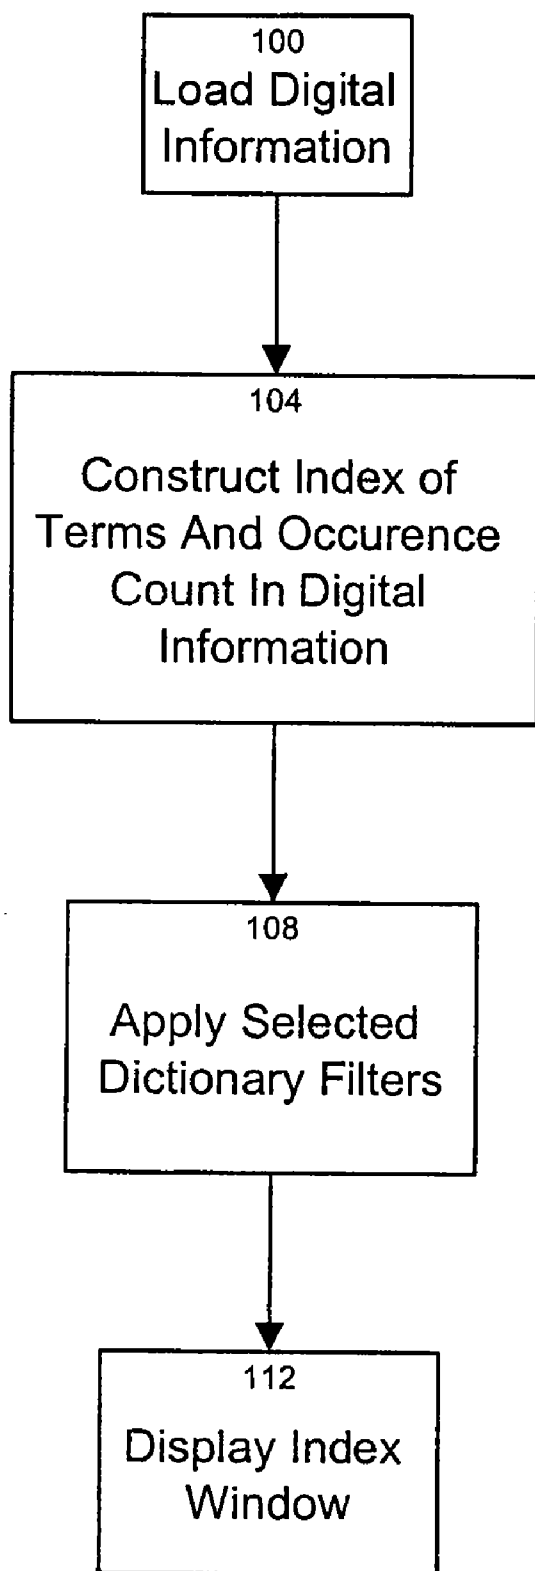 100
Load Digital
Information
104
Construct Index of
Terms And Occurence
Count In Digital
Information
108
Apply Selected
Dictionary Filters
112
Display Index
Window